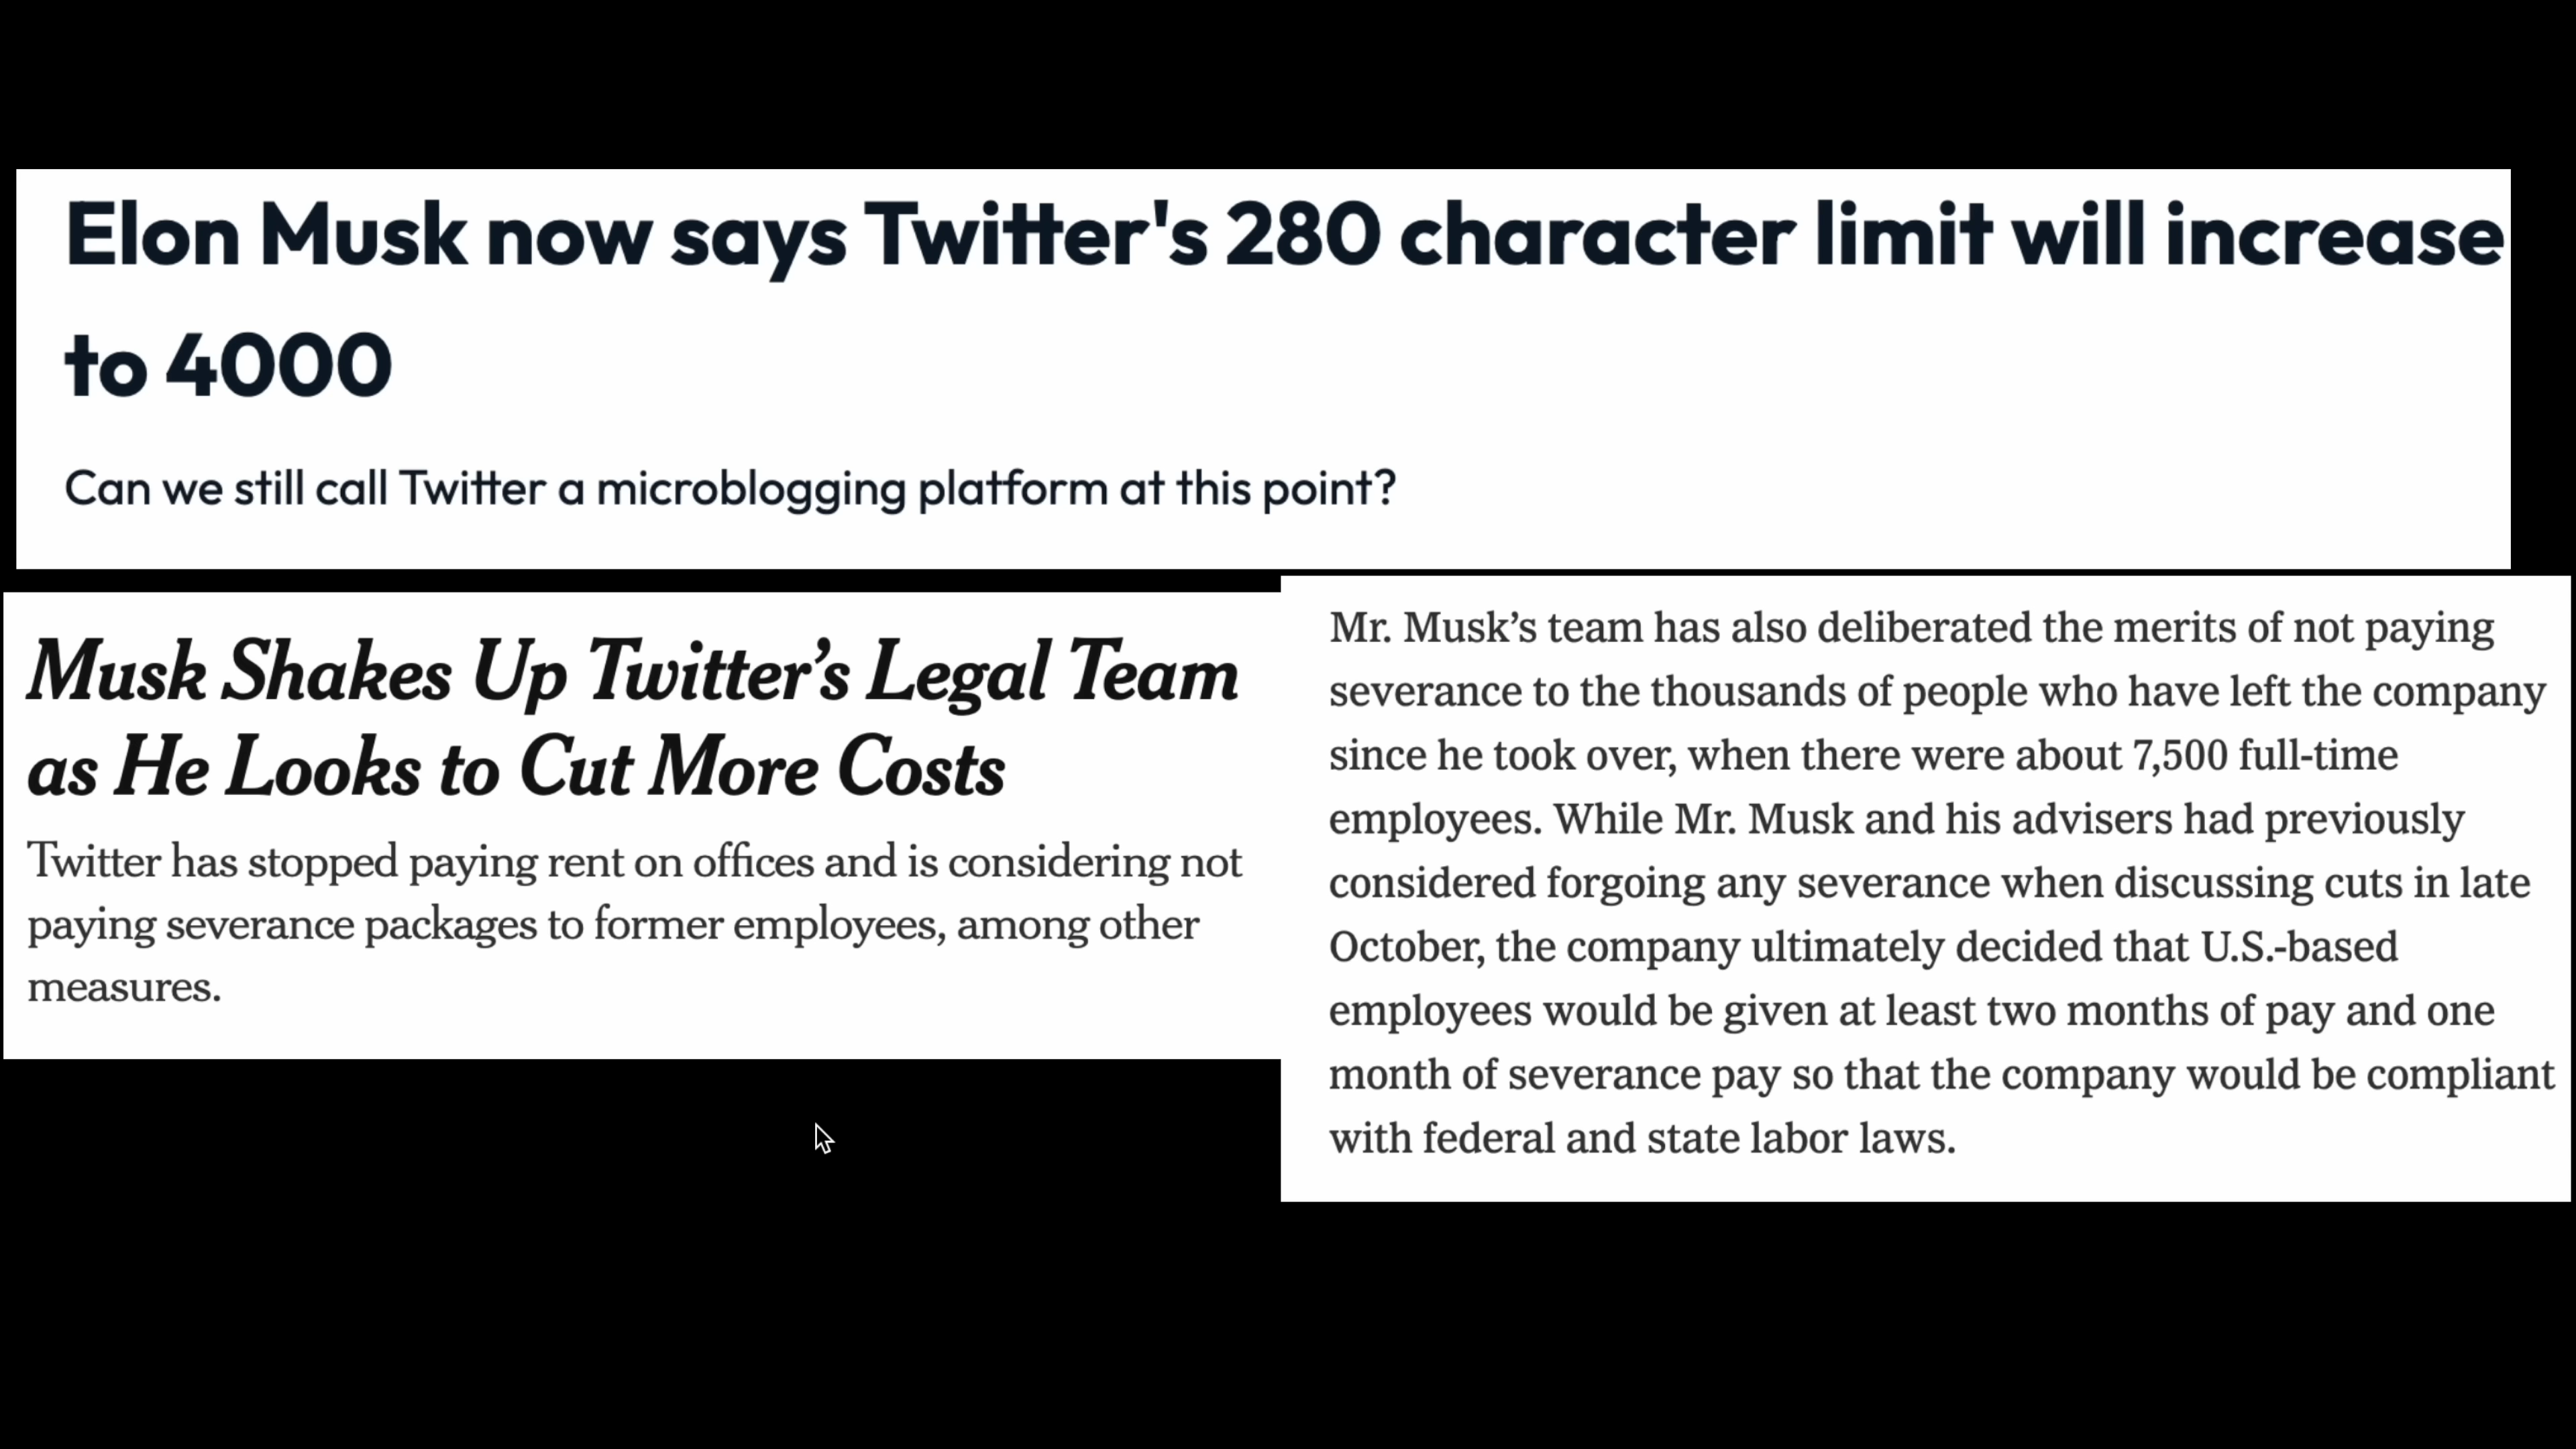 Elon Musk now says Twitter's 280 character limit will increase
to 4000
Can we still call Twitter a microblogging platform at this point?
Musk Shakes Up Twitter’s Legal Team
as He Looks to Cut More Costs
Twitter has stopped paying rent on offices and is considering not
paying severance packages to former employees, among other
measures.
Mr. Musk’s team has also deliberated the merits of not paying
severance to the thousands of people who have left the company
since he took over, when there were about 7,500 full-time
employees. While Mr. Musk and his advisers had previously
considered forgoing any severance when discussing cuts in late
October, the company ultimately decided that U.S.-based
employees would be given at least two months of pay and one
month of severance pay so that the company would be compliant
with federal and state labor laws.